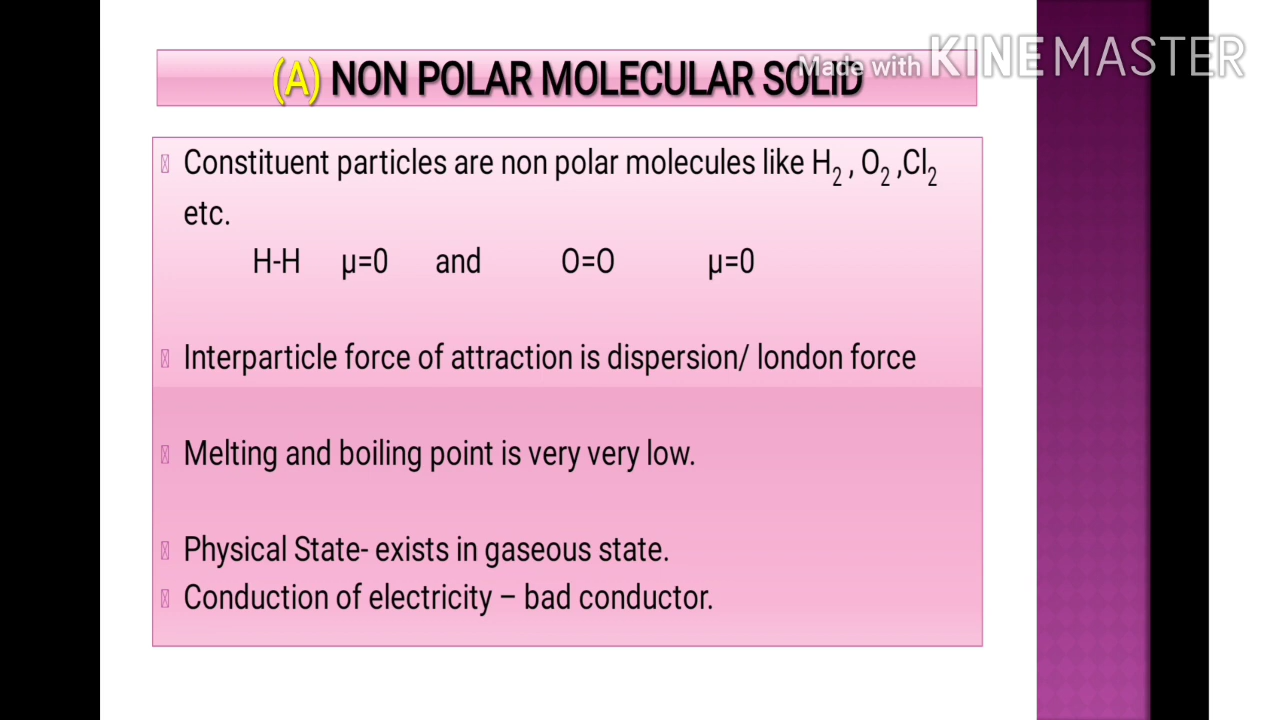 Made with KINEMASTER
(A) NON POLAR MOLECULAR SOLID
Constituent particles are non polar molecules like H₂ , O₂ ,Cl₂
etc.
H-H μ=0 and O=O μ=0
Interparticle force of attraction is dispersion/ london force
Melting and boiling point is very very low.
Physical State- exists in gaseous state.
Conduction of electricity – bad conductor.